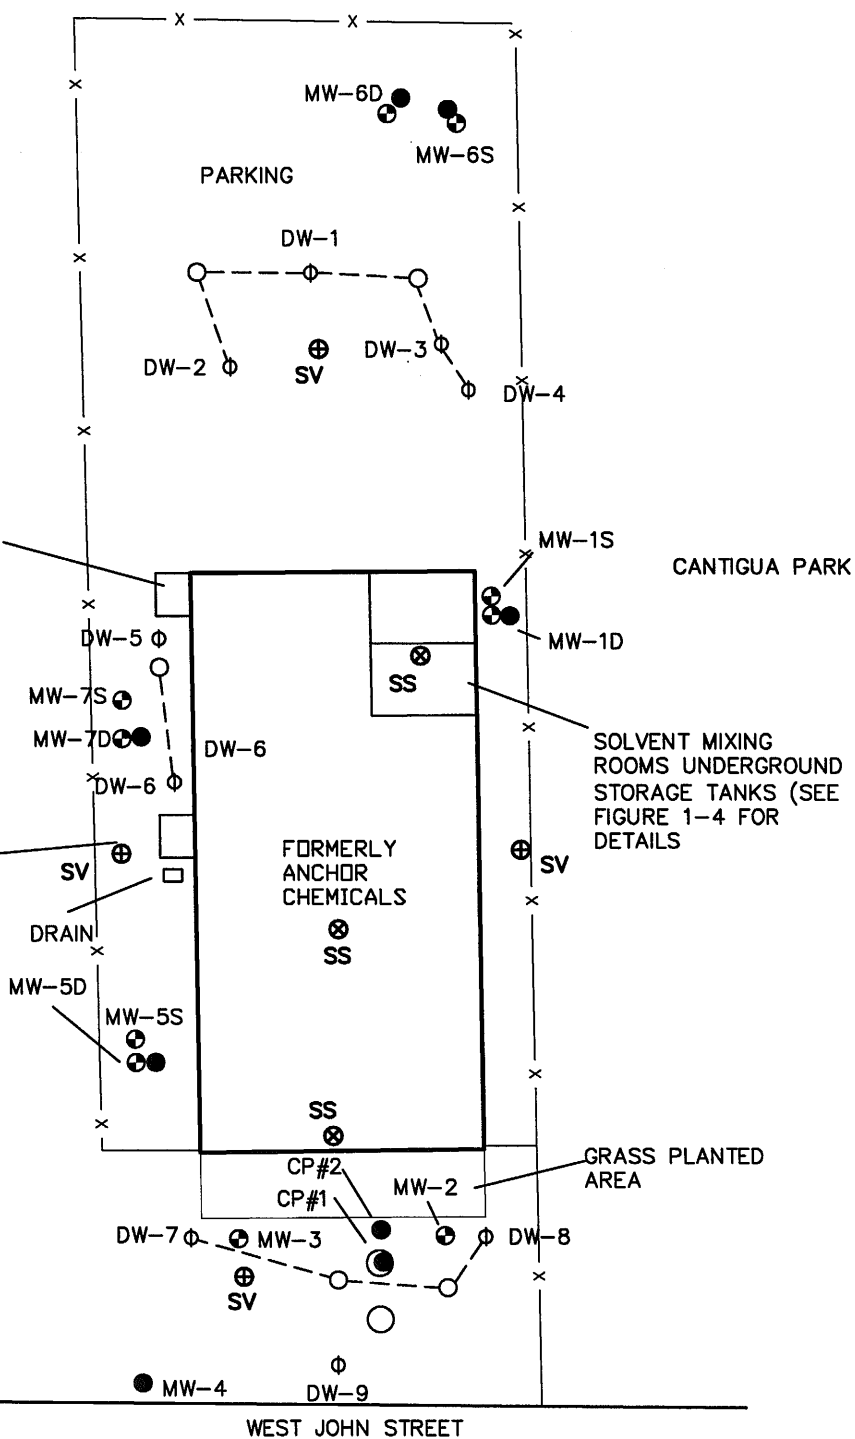 MW-6D
MW-6S
PARKING
DW-1
DW-2
SV
DW-3
DW-4
MW-1S
CANTIGUA PARK
DW-5
MW-1D
SS
MW-7S
MW-7D
DW-6
DW-6
SOLVENT MIXING
ROOMS UNDERGROUND
STORAGE TANKS (SEE
FIGURE 1-4 FOR
DETAILS
FORMERLY
ANCHOR
CHEMICALS
SV
SV
DRAIN
SS
MW-5D
MW-5S
SS
GRASS PLANTED
AREA
CP#2
CP#1
MW-2
DW-7
MW-3
DW-8
SV
MW-4
DW-9
WEST JOHN STREET